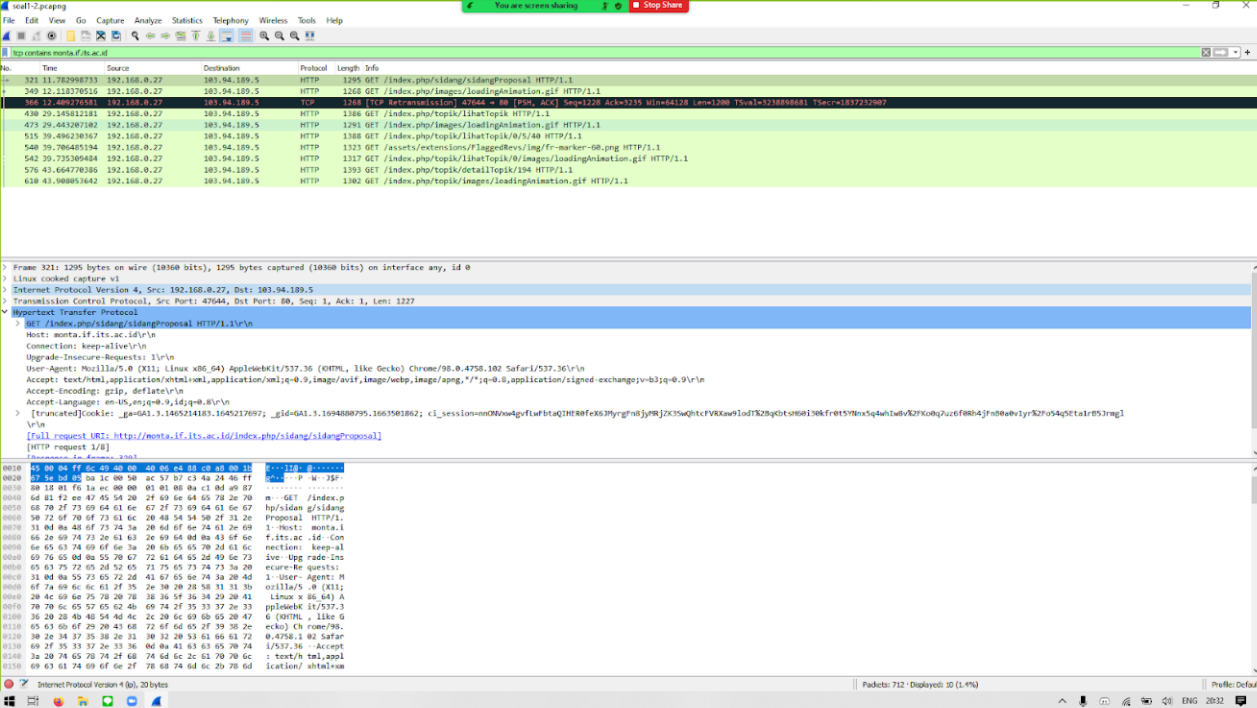 soal1-2.pcapng
You are screen sharing
Stop Share
File Edit View Go Capture Analyze Statistics Telephony Wireless Tools Help
tcp contains monta.if.its.ac.id
No. Time Source Destination Protocol Length Info
321 11.782998733 192.168.0.27 103.94.189.5 HTTP 1295 GET /index.php/sidang/sidangProposal HTTP/1.1
349 12.118370516 192.168.0.27 103.94.189.5 HTTP 1268 GET /index.php/images/loadingAnimation.gif HTTP/1.1
366 12.409276581 192.168.0.27 103.94.189.5 TCP 1268 [TCP Retransmission] 47644 → 80 [PSH, ACK] Seq=1228 Ack=3235 Win=64128 Len=1200 TSval=3238898681 TSecr=1837232907
430 29.145812181 192.168.0.27 103.94.189.5 HTTP 1386 GET /index.php/topik/lihatTopik HTTP/1.1
473 29.443207102 192.168.0.27 103.94.189.5 HTTP 1291 GET /index.php/topik/images/loadingAnimation.gif HTTP/1.1
515 39.496230367 192.168.0.27 103.94.189.5 HTTP 1388 GET /index.php/topik/lihatTopik/0/5/40 HTTP/1.1
540 39.706485194 192.168.0.27 103.94.189.5 HTTP 1323 GET /assets/extensions/FlaggedRevs/img/fr-marker-60.png HTTP/1.1
542 39.735309484 192.168.0.27 103.94.189.5 HTTP 1317 GET /index.php/topik/lihatTopik/0/images/loadingAnimation.gif HTTP/1.1
576 43.664770386 192.168.0.27 103.94.189.5 HTTP 1393 GET /index.php/topik/detailTopik/194 HTTP/1.1
610 43.908053642 192.168.0.27 103.94.189.5 HTTP 1302 GET /index.php/topik/images/loadingAnimation.gif HTTP/1.1
Frame 321: 1295 bytes on wire (10360 bits), 1295 bytes captured (10360 bits) on interface any, id 0
Linux cooked capture v1
Internet Protocol Version 4, Src: 192.168.0.27, Dst: 103.94.189.5
Transmission Control Protocol, Src Port: 47644, Dst Port: 80, Seq: 1, Ack: 1, Len: 1227
Hypertext Transfer Protocol
GET /index.php/sidang/sidangProposal HTTP/1.1\r\n
Host: monta.if.its.ac.id\r\n
Connection: keep-alive\r\n
Upgrade-Insecure-Requests: 1\r\n
User-Agent: Mozilla/5.0 (X11; Linux x86_64) AppleWebKit/537.36 (KHTML, like Gecko) Chrome/98.0.4758.102 Safari/537.36\r\n
Accept: text/html,application/xhtml+xml,application/xml;q=0.9,image/avif,image/webp,image/apng,*/*;q=0.8,application/signed-exchange;v=b3;q=0.9\r\n
Accept-Encoding: gzip, deflate\r\n
Accept-Language: en-US,en;q=0.9,id;q=0.8\r\n
[truncated]Cookie: _ga=GA1.3.1465214183.1645217697; _gid=GA1.3.1694880795.1663501862;
\r\n
[Full request URI: http://monta.if.its.ac.id/index.php/sidang/sidangProposal]
[HTTP request 1/8]
0010 45 00 04 ff 6c 49 40 00 40 06 e4 88 c0 a8 00 1b
0020 67 5e bd 05 ba 1c 00 50 ac 57 b7 c3 4a 24 46 ff
0030 80 18 01 f6 1a ec 00 00 01 01 08 0a c1 0d a9 87
0040 6d 81 f2 ee 47 45 54 20 2f 69 6e 64 65 78 2e 70 m···GET /index.p
0050 68 70 2f 73 69 64 61 6e 67 2f 73 69 64 61 6e 67 hp/sidan g/sidang
0060 50 72 6f 70 6f 73 61 6c 20 48 54 54 50 2f 31 2e Proposal HTTP/1.
0070 31 0d 0a 48 6f 73 74 3a 20 6d 6f 6e 74 61 2e 69 1··Host: monta.i
0080 66 2e 69 74 73 2e 61 63 2e 69 64 0d 0a 43 6f 6e f.its.ac .id··Con
0090 6e 65 63 74 69 6f 6e 3a 20 6b 65 65 70 2d 61 6c nection: keep-al
00a0 69 76 65 0d 0a 55 70 67 72 61 64 65 2d 49 6e 73 ive··Upg rade-Ins
00b0 65 63 75 72 65 2d 52 65 71 75 65 73 74 73 3a 20 ecure-Re quests:
00c0 31 0d 0a 55 73 65 72 2d 41 67 65 6e 74 3a 20 4d 1··User- Agent: M
00d0 6f 7a 69 6c 6c 61 2f 35 2e 30 20 28 58 31 31 3b ozilla/5 .0 (X11;
00e0 20 4c 69 6e 75 78 20 78 38 36 5f 36 34 29 20 41 Linux x 86_64) A
00f0 70 70 6c 65 57 65 62 4b 69 74 2f 35 33 37 2e 33 ppleWebK it/537.3
0100 36 20 28 4b 48 54 4d 4c 2c 20 6c 69 6b 65 20 47 6 (KHTML , like G
0110 65 63 6b 6f 29 20 43 68 72 6f 6d 65 2f 39 38 2e ecko) Ch rome/98.
0120 30 2e 34 37 35 38 2e 31 30 32 20 53 61 66 61 72 0.4758.1 02 Safar
0130 69 2f 35 33 37 2e 33 36 0d 0a 41 63 63 65 70 74 i/537.36 ··Accept
0140 3a 20 74 65 78 74 2f 68 74 6d 6c 2c 61 70 70 6c : text/h tml,appl
0150 69 63 61 74 69 6f 6e 2f 78 68 74 6d 6c 2b 78 6d ication/ xhtml+xm
Internet Protocol Version 4 (ip), 20 bytes
Packets: 712 · Displayed: 10 (1.4%)
Profile: Defau
ENG 20:32